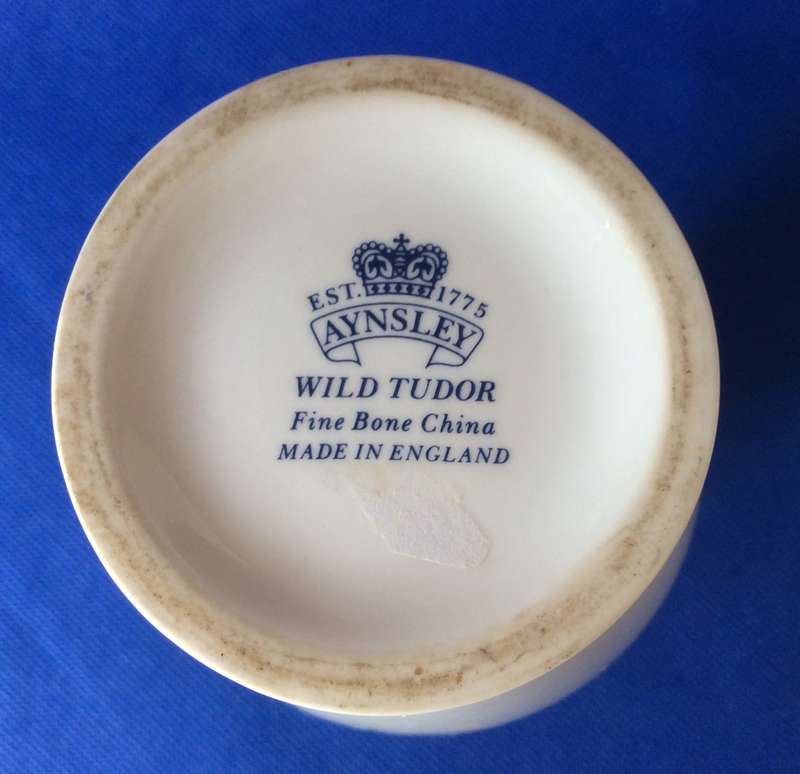 EST. 1775
AYNSLEY
WILD TUDOR
Fine Bone China
MADE IN ENGLAND